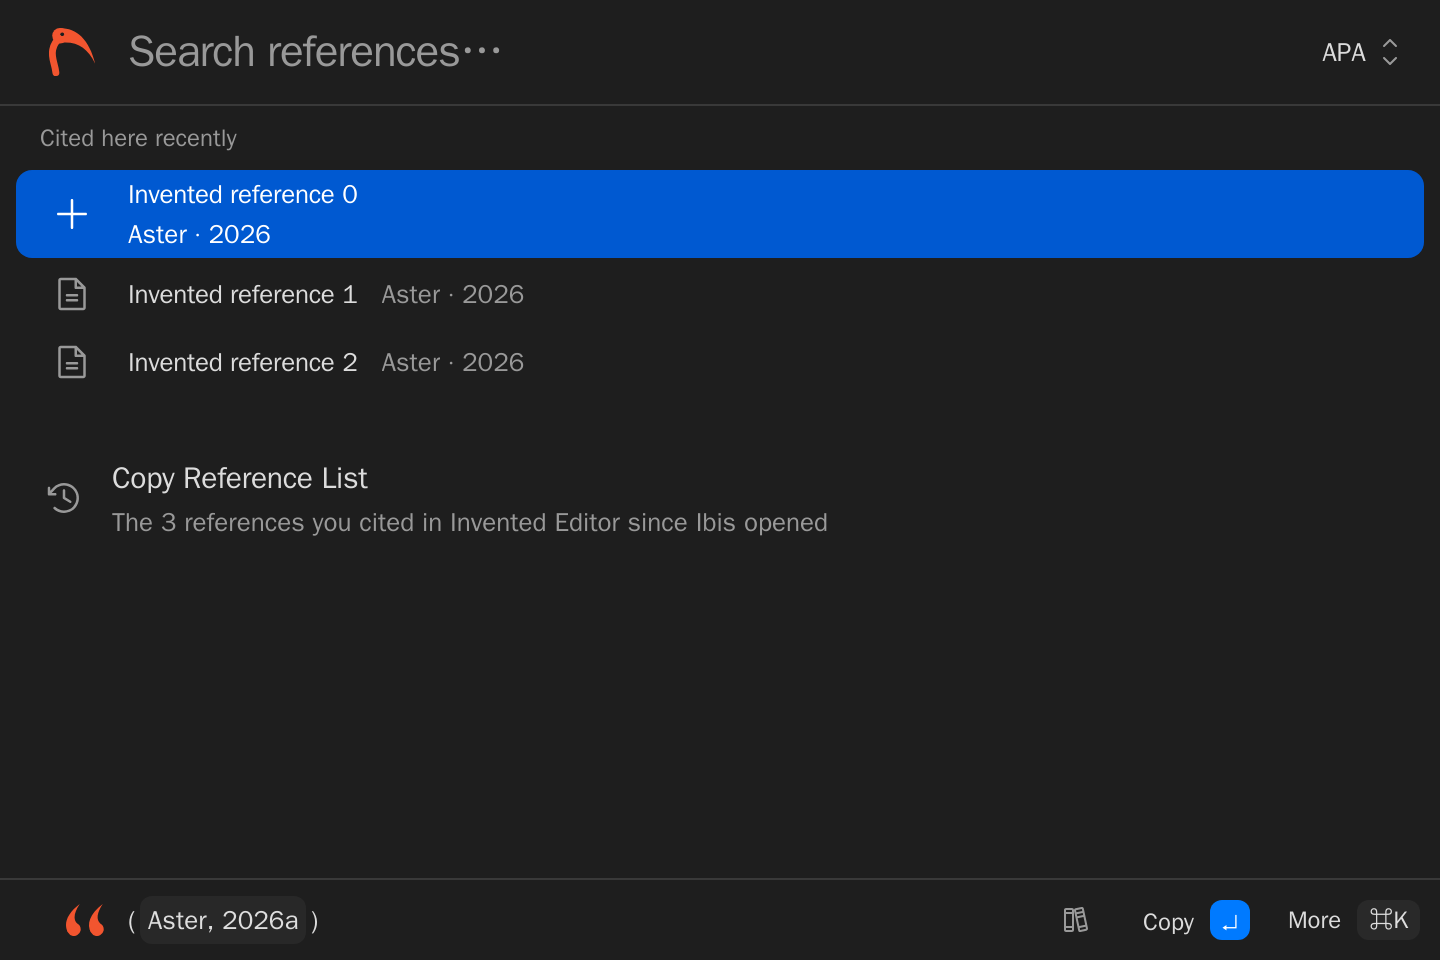 Search references…
APA
Cited here recently
Invented reference 0
Aster · 2026
Invented reference 1 Aster · 2026
Invented reference 2 Aster · 2026
Copy Reference List
The 3 references you cited in Invented Editor since Ibis opened
(Aster, 2026a)
Copy
More ⌘K